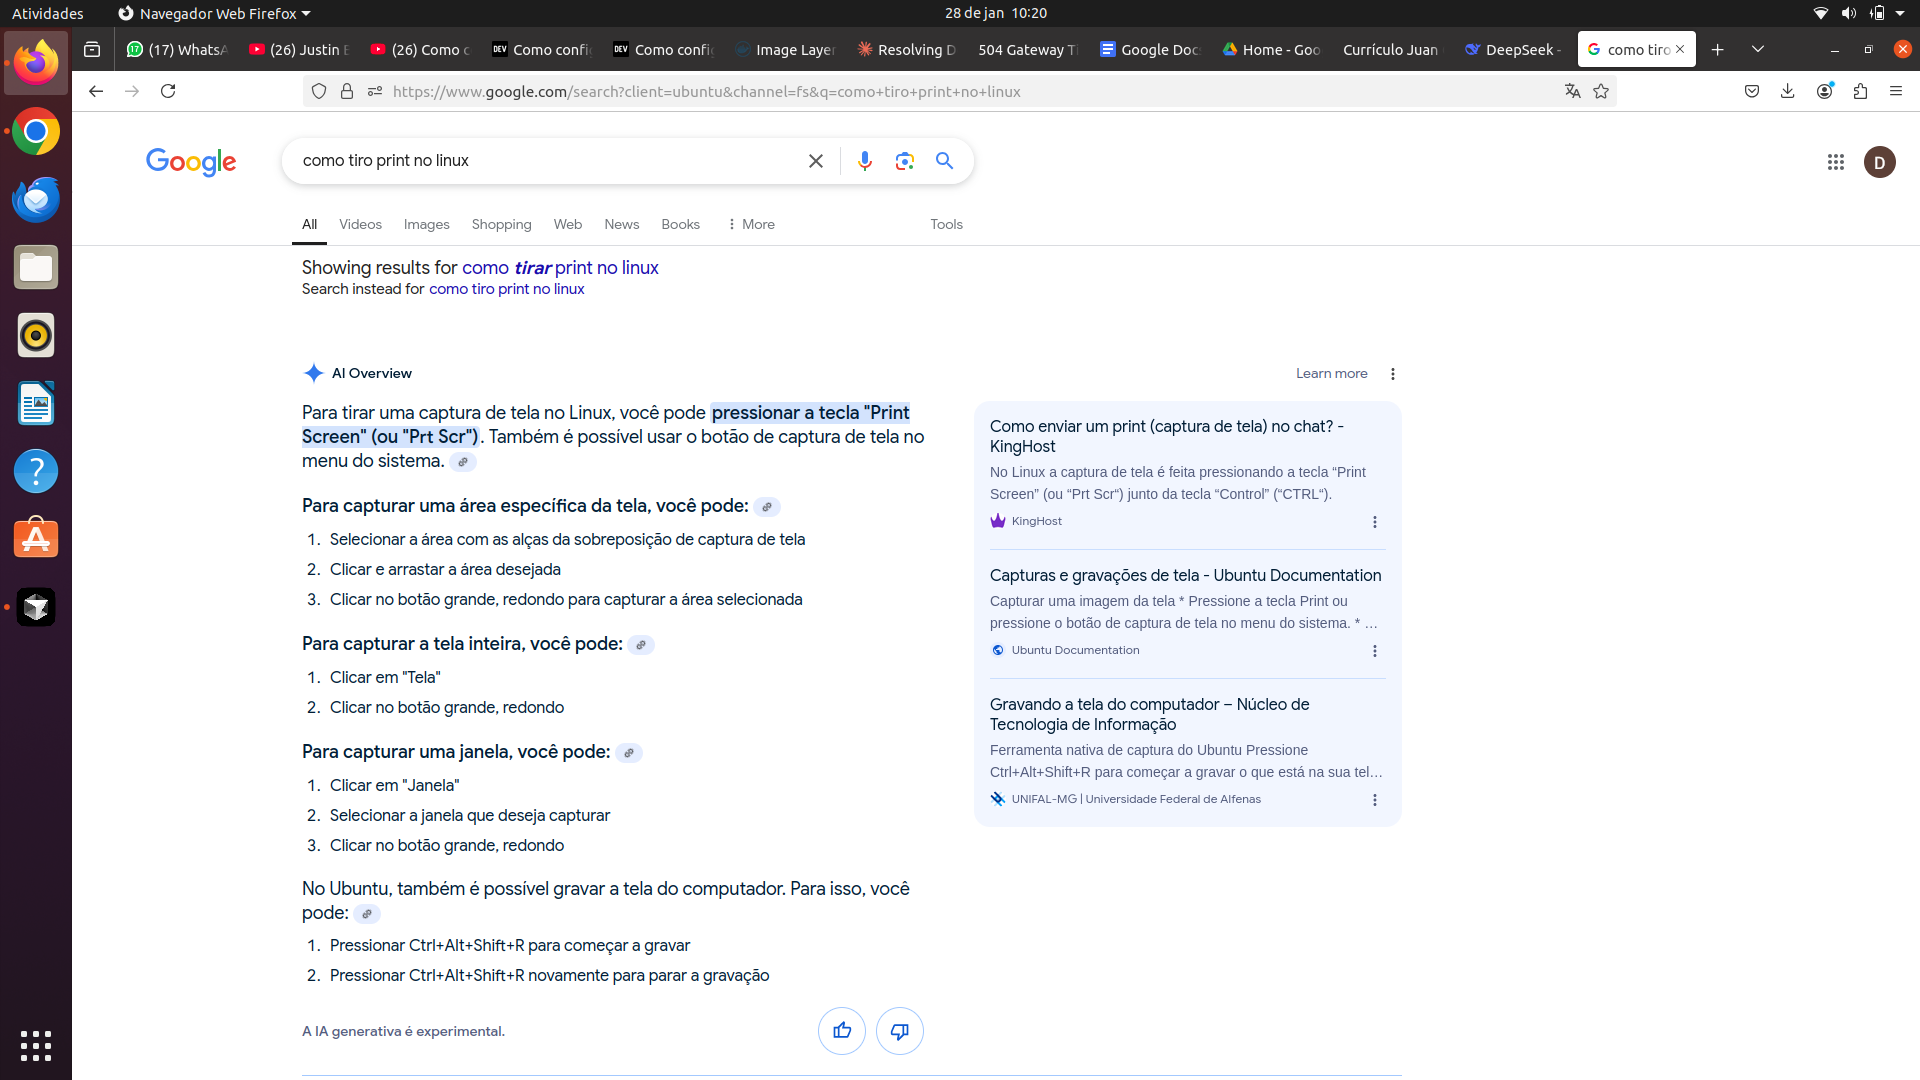 Atividades
Navegador Web Firefox
28 de jan 10:20
(17) WhatsA
(26) Justin B
(26) Como c
DEV Como config
DEV Como config
Image Layer
Resolving D
504 Gateway Ti
Google Doc
Home - Goo
Currículo Juan
DeepSeek -
como tiro
https://www.google.com/search?client=ubuntu&channel=fs&q=como+tiro+print+no+linux
Google
como tiro print no linux
D
All
Videos
Images
Shopping
Web
News
Books
More
Tools
Showing results for como tirar print no linux
Search instead for como tiro print no linux
AI Overview
Learn more
Para tirar uma captura de tela no Linux, você pode pressionar a tecla "Print
Screen" (ou "Prt Scr"). Também é possível usar o botão de captura de tela no
menu do sistema.
Para capturar uma área específica da tela, você pode:
1. Selecionar a área com as alças da sobreposição de captura de tela
2. Clicar e arrastar a área desejada
3. Clicar no botão grande, redondo para capturar a área selecionada
Para capturar a tela inteira, você pode:
1. Clicar em "Tela"
2. Clicar no botão grande, redondo
Para capturar uma janela, você pode:
1. Clicar em "Janela"
2. Selecionar a janela que deseja capturar
3. Clicar no botão grande, redondo
No Ubuntu, também é possível gravar a tela do computador. Para isso, você
pode:
1. Pressionar Ctrl+Alt+Shift+R para começar a gravar
2. Pressionar Ctrl+Alt+Shift+R novamente para parar a gravação
A IA generativa é experimental.
Como enviar um print (captura de tela) no chat? -
KingHost
No Linux a captura de tela é feita pressionando a tecla “Print
Screen” (ou “Prt Scr“) junto da tecla “Control” (“CTRL“).
KingHost
Capturas e gravações de tela - Ubuntu Documentation
Capturar uma imagem da tela * Pressione a tecla Print ou
pressione o botão de captura de tela no menu do sistema. * …
Ubuntu Documentation
Gravando a tela do computador – Núcleo de
Tecnologia de Informação
Ferramenta nativa de captura do Ubuntu Pressione
Ctrl+Alt+Shift+R para começar a gravar o que está na sua tel…
UNIFAL-MG | Universidade Federal de Alfenas